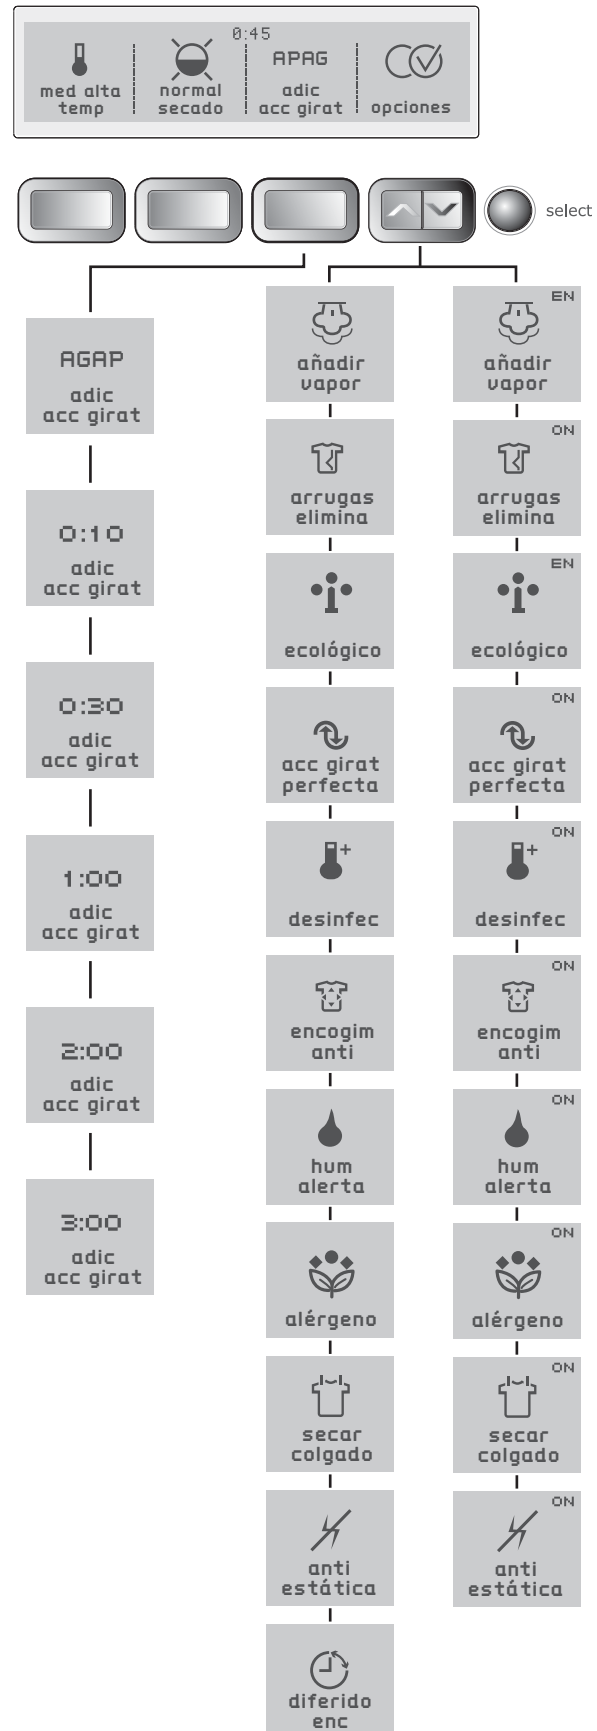 0:45
med alta
temp
normal
secado
APAG
adic
acc girat
opciones
select
AGAP
adic
acc girat
0:10
adic
acc girat
0:30
adic
acc girat
1:00
adic
acc girat
2:00
adic
acc girat
3:00
adic
acc girat
añadir
vapor
arrugas
elimina
ecológico
acc girat
perfecta
desinfec
encogim
anti
hum
alerta
alérgeno
secar
colgado
anti
estática
diferido
enc
EN
añadir
vapor
ON
arrugas
elimina
EN
ecológico
ON
acc girat
perfecta
ON
desinfec
ON
encogim
anti
ON
hum
alerta
ON
alérgeno
ON
secar
colgado
ON
anti
estática